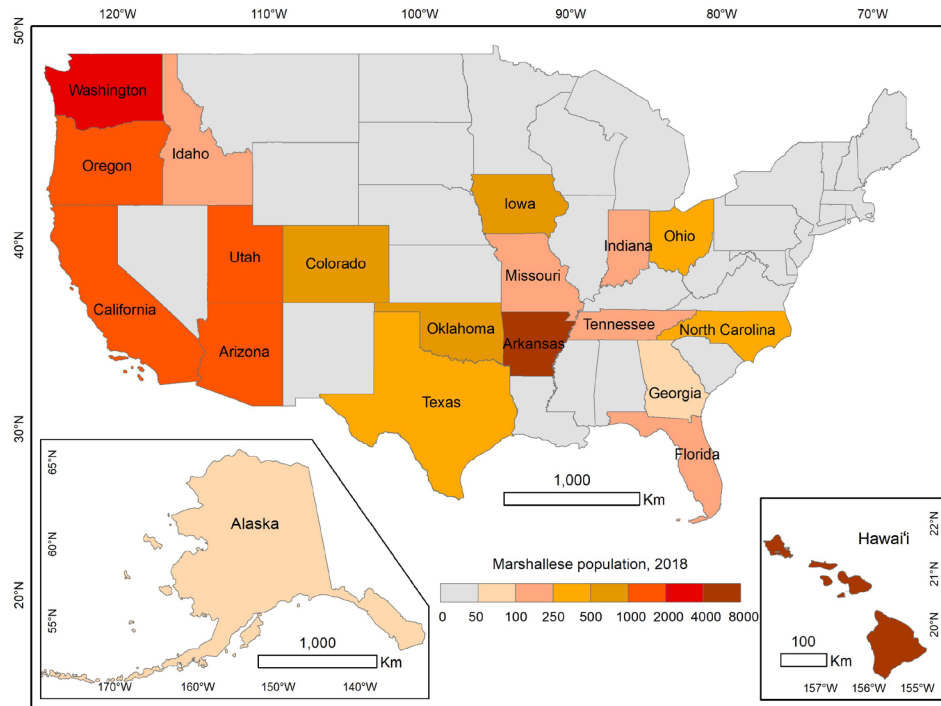 120°W 110°W 100°W 90°W 80°W 70°W
50°N
40°N
30°N
20°N
Washington
Oregon
Idaho
Iowa
Utah
Colorado
Indiana
Ohio
Missouri
California
Arizona
Oklahoma
Arkansas
Tennessee
North Carolina
Texas
Georgia
Florida
1,000
Km
65°N
60°N
55°N
Alaska
1,000
Km
170°W 160°W 150°W 140°W
Marshallese population, 2018
0 50 100 250 500 1000 2000 4000 8000
Hawai'i
22°N
21°N
20°N
100
Km
157°W 156°W 155°W